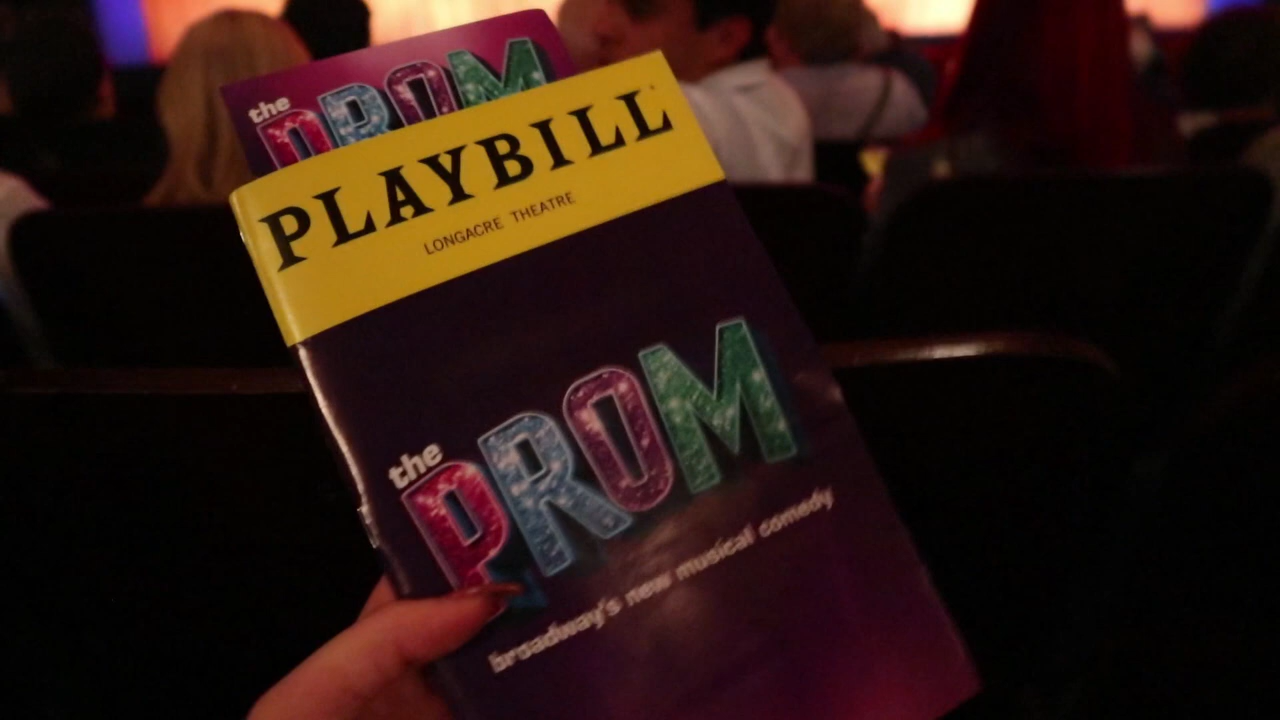 the
PROM
PLAYBILL
LONGACRE THEATRE
the
PROM
broadway's new musical comedy